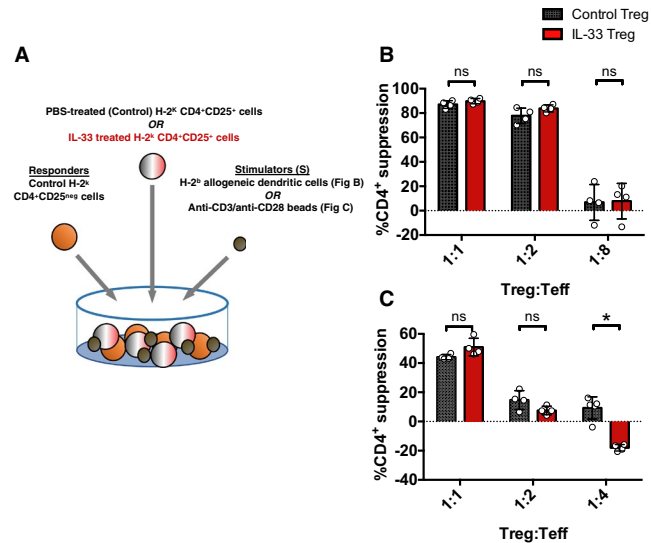 Control Treg
IL-33 Treg
A
PBS-treated (Control) H-2ᴷ CD4⁺CD25⁺ cells
OR
IL-33 treated H-2ᵏ CD4⁺CD25⁺ cells
Responders
Control H-2ᵏ
CD4⁺CD25ⁿᵉᵍ cells
Stimulators (S)
H-2ᵇ allogeneic dendritic cells (Fig B)
OR
Anti-CD3/anti-CD28 beads (Fig C)
B
ns
ns
ns
%CD4⁺ suppression
100
80
60
40
20
0
-20
1:1
1:2
1:8
Treg:Teff
C
ns
ns
*
%CD4⁺ suppression
60
40
20
0
-20
-40
1:1
1:2
1:4
Treg:Teff